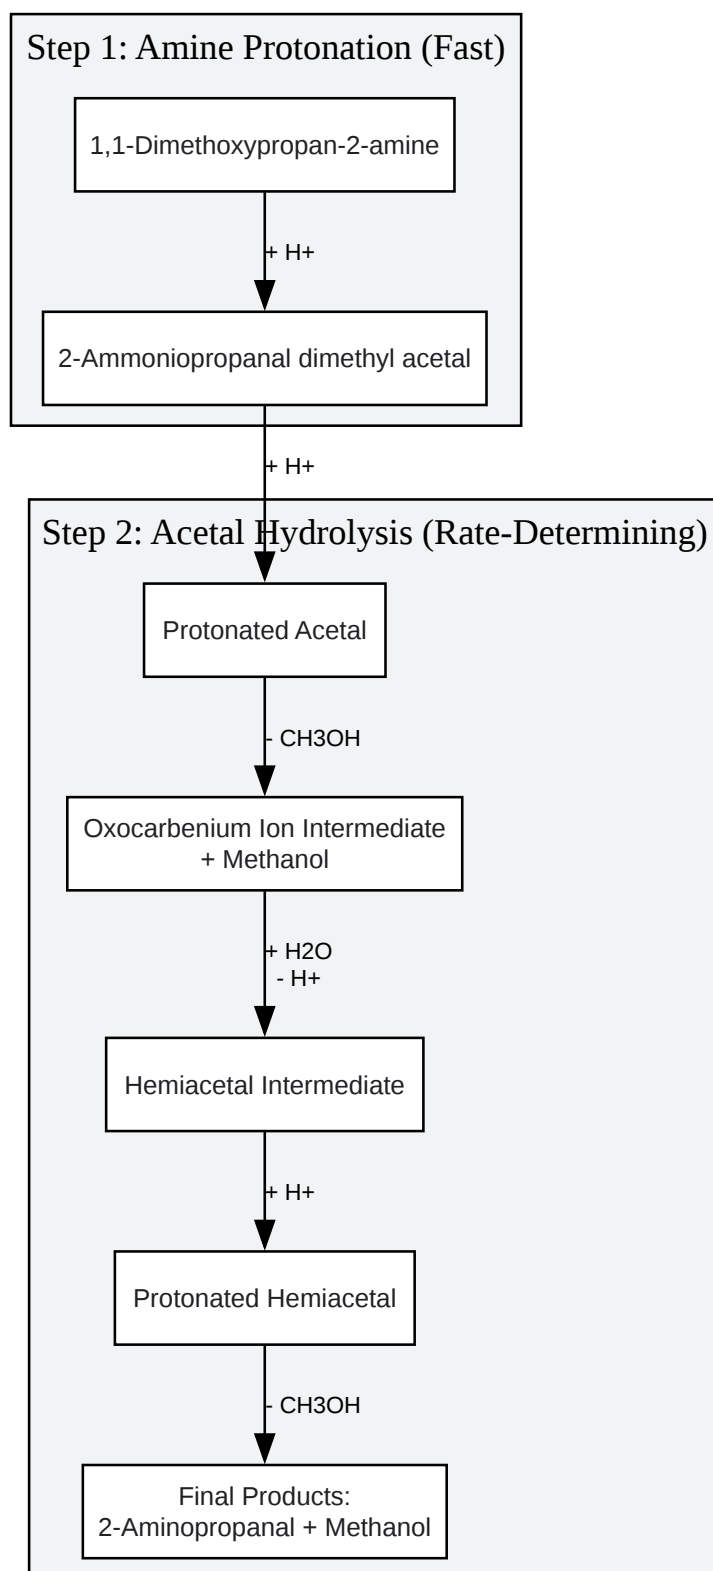 Step 1: Amine Protonation (Fast)
1,1-Dimethoxypropan-2-amine
+ H+
2-Ammoniopropanal dimethyl acetal
+ H+
Step 2: Acetal Hydrolysis (Rate-Determining)
Protonated Acetal
- CH3OH
Oxocarbenium Ion Intermediate
+ Methanol
+ H2O
- H+
Hemiacetal Intermediate
+ H+
Protonated Hemiacetal
- CH3OH
Final Products:
2-Aminopropanal + Methanol